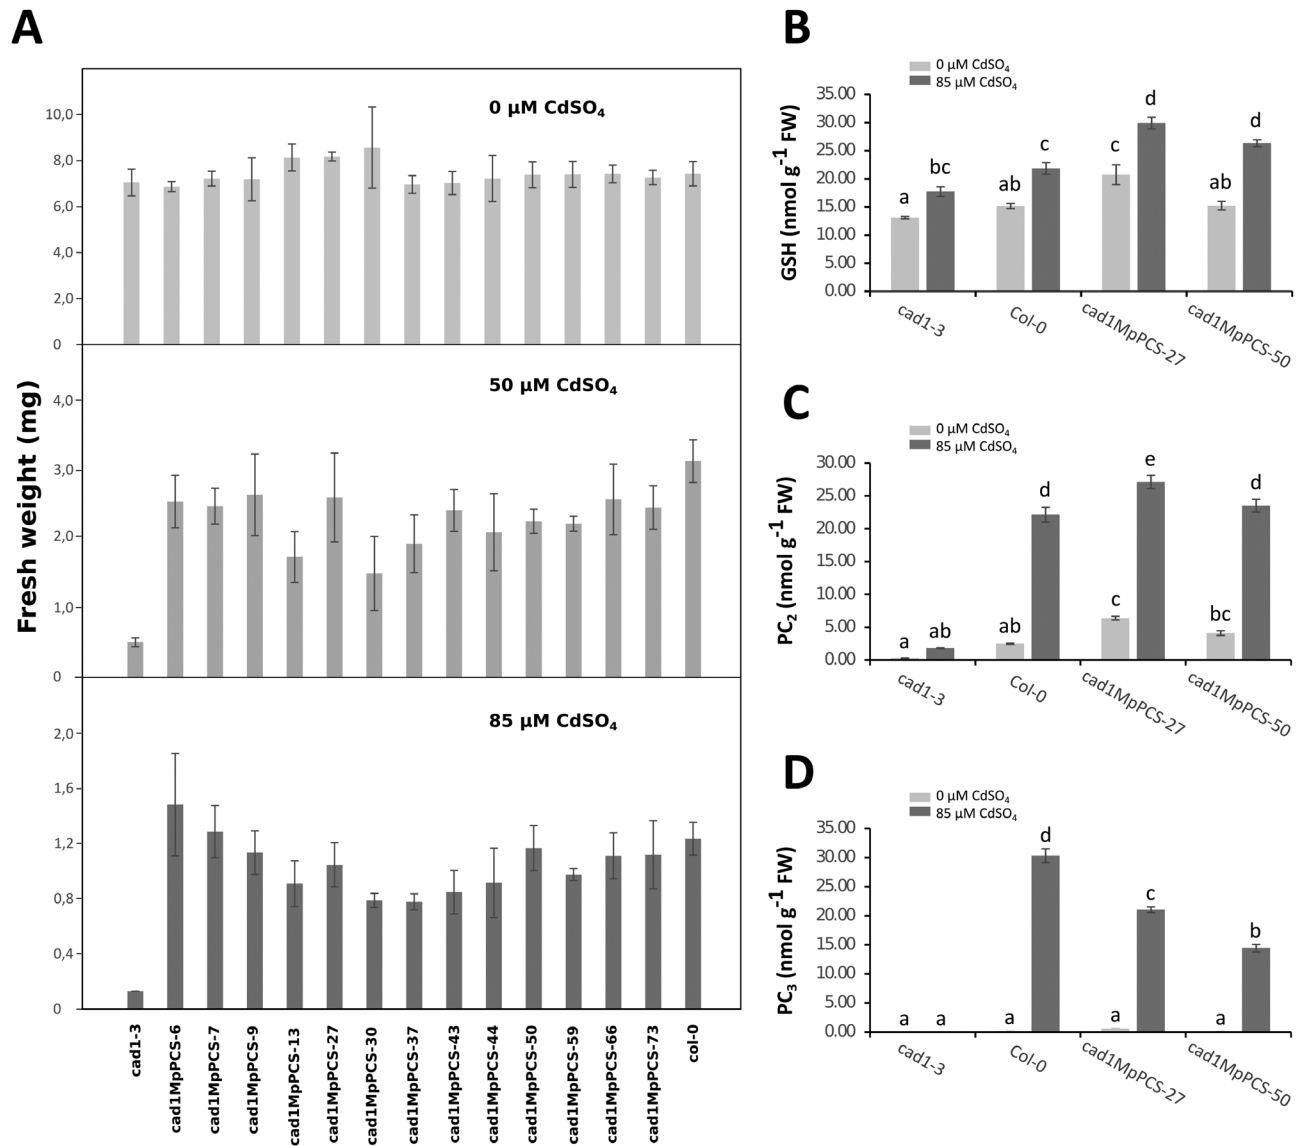 A
Fresh weight (mg)
0 µM CdSO₄
10,0
8,0
6,0
4,0
2,0
0
50 µM CdSO₄
4,0
3,0
2,0
1,0
0
85 µM CdSO₄
2,0
1,6
1,2
0,8
0,4
0
cad1-3
cad1MpPCS-6
cad1MpPCS-7
cad1MpPCS-9
cad1MpPCS-13
cad1MpPCS-27
cad1MpPCS-30
cad1MpPCS-37
cad1MpPCS-43
cad1MpPCS-44
cad1MpPCS-50
cad1MpPCS-59
cad1MpPCS-66
cad1MpPCS-73
col-0
B
0 µM CdSO₄
85 µM CdSO₄
GSH (nmol g⁻¹ FW)
35.00
30.00
25.00
20.00
15.00
10.00
5.00
0.00
a bc ab c c d ab d
cad1-3
Col-0
cad1MpPCS-27
cad1MpPCS-50
C
0 µM CdSO₄
85 µM CdSO₄
PC₂ (nmol g⁻¹ FW)
30.00
25.00
20.00
15.00
10.00
5.00
0.00
a ab ab d c e bc d
cad1-3
Col-0
cad1MpPCS-27
cad1MpPCS-50
D
0 µM CdSO₄
85 µM CdSO₄
PC₃ (nmol g⁻¹ FW)
35.00
30.00
25.00
20.00
15.00
10.00
5.00
0.00
a a a d a c a b
cad1-3
Col-0
cad1MpPCS-27
cad1MpPCS-50